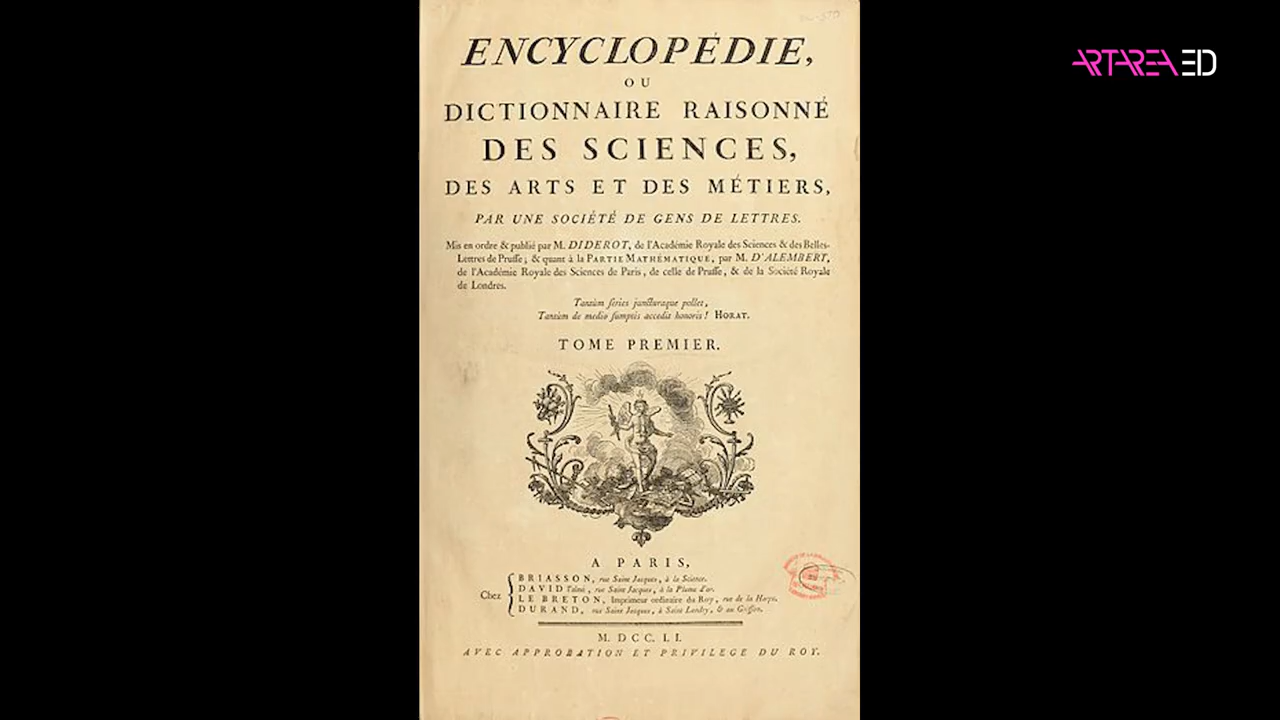 ENCYCLOPÉDIE,
OU
DICTIONNAIRE RAISONNÉ
DES SCIENCES,
DES ARTS ET DES MÉTIERS,
PAR UNE SOCIÉTÉ DE GENS DE LETTRES.
Mis en ordre & publié par M. DIDEROT, de l'Académie Royale des Sciences & des Belles-
Lettres de Prusse; & quant à la PARTIE MATHÉMATIQUE, par M. D'ALEMBERT,
de l'Académie Royale des Sciences de Paris, de celle de Prusse, & de la Société Royale
de Londres.
Tantùm series juncturaque pollet,
Tantùm de medio sumptis accedit honoris! HORAT.
TOME PREMIER.
A PARIS,
Chez
BRIASSON, rue Saint Jacques, à la Science.
DAVID l'aîné, rue Saint Jacques, à la Plume d'or.
LE BRETON, Imprimeur ordinaire du Roy, rue de la Harpe.
DURAND, rue Saint Jacques, à Saint Landry, & au Griffon.
M. DCC. LI.
AVEC APPROBATION ET PRIVILEGE DU ROY.
ARTAREA ED